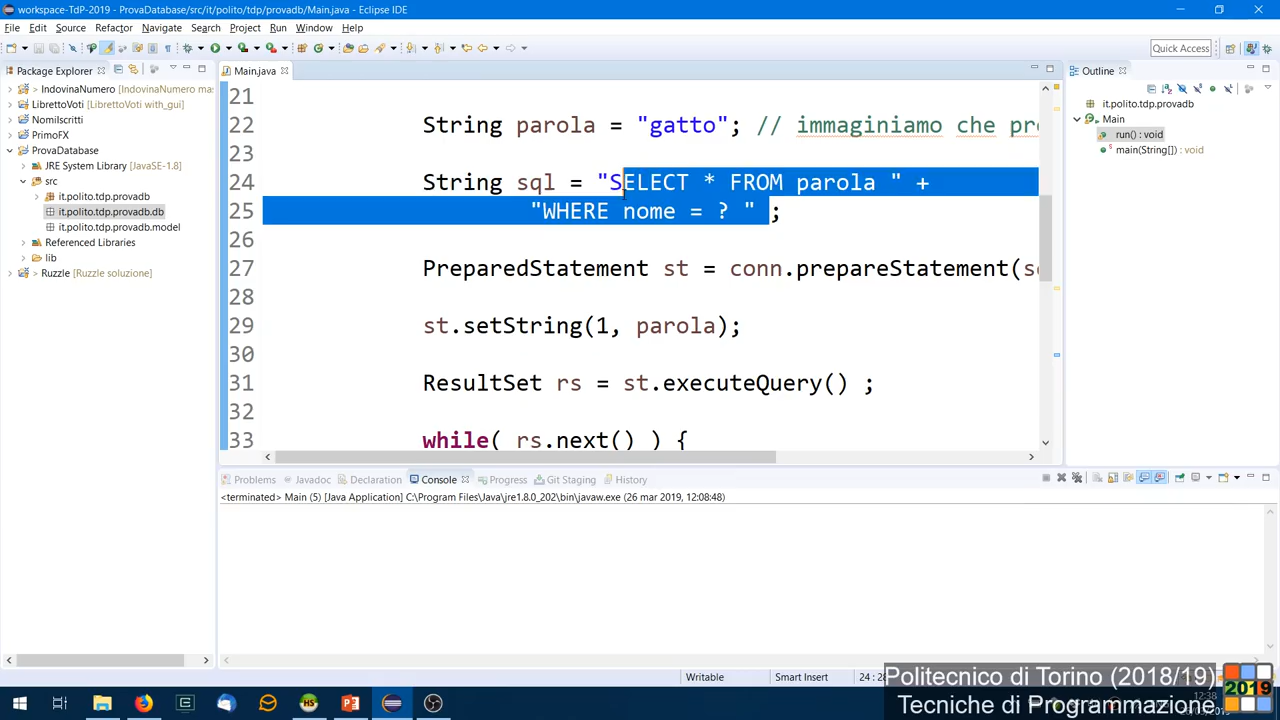 workspace-TdP-2019 - ProvaDatabase/src/it/polito/tdp/provadb/Main.java - Eclipse IDE
File Edit Source Refactor Navigate Search Project Run Window Help
Quick Access
Package Explorer
Main.java
Outline
IndovinaNumero [IndovinaNumero mas
LibrettoVoti [LibrettoVoti with_gui]
NomiIscritti
PrimoFX
ProvaDatabase
JRE System Library [JavaSE-1.8]
src
it.polito.tdp.provadb
it.polito.tdp.provadb.db
it.polito.tdp.provadb.model
Referenced Libraries
lib
Ruzzle [Ruzzle soluzione]
21
22 String parola = "gatto"; // immaginiamo che pro
23
24 String sql = "SELECT * FROM parola " +
25 "WHERE nome = ? " ;
26
27 PreparedStatement st = conn.prepareStatement(s
28
29 st.setString(1, parola);
30
31 ResultSet rs = st.executeQuery() ;
32
33 while( rs.next() ) {
it.polito.tdp.provadb
Main
run() : void
main(String[]) : void
Problems Javadoc Declaration Console Progress Git Staging History
<terminated> Main (5) [Java Application] C:\Program Files\Java\jre1.8.0_202\bin\javaw.exe (26 mar 2019, 12:08:48)
Writable Smart Insert 24 : 28
Politecnico di Torino (2018/19)
Tecniche di Programmazione
2019
12:38